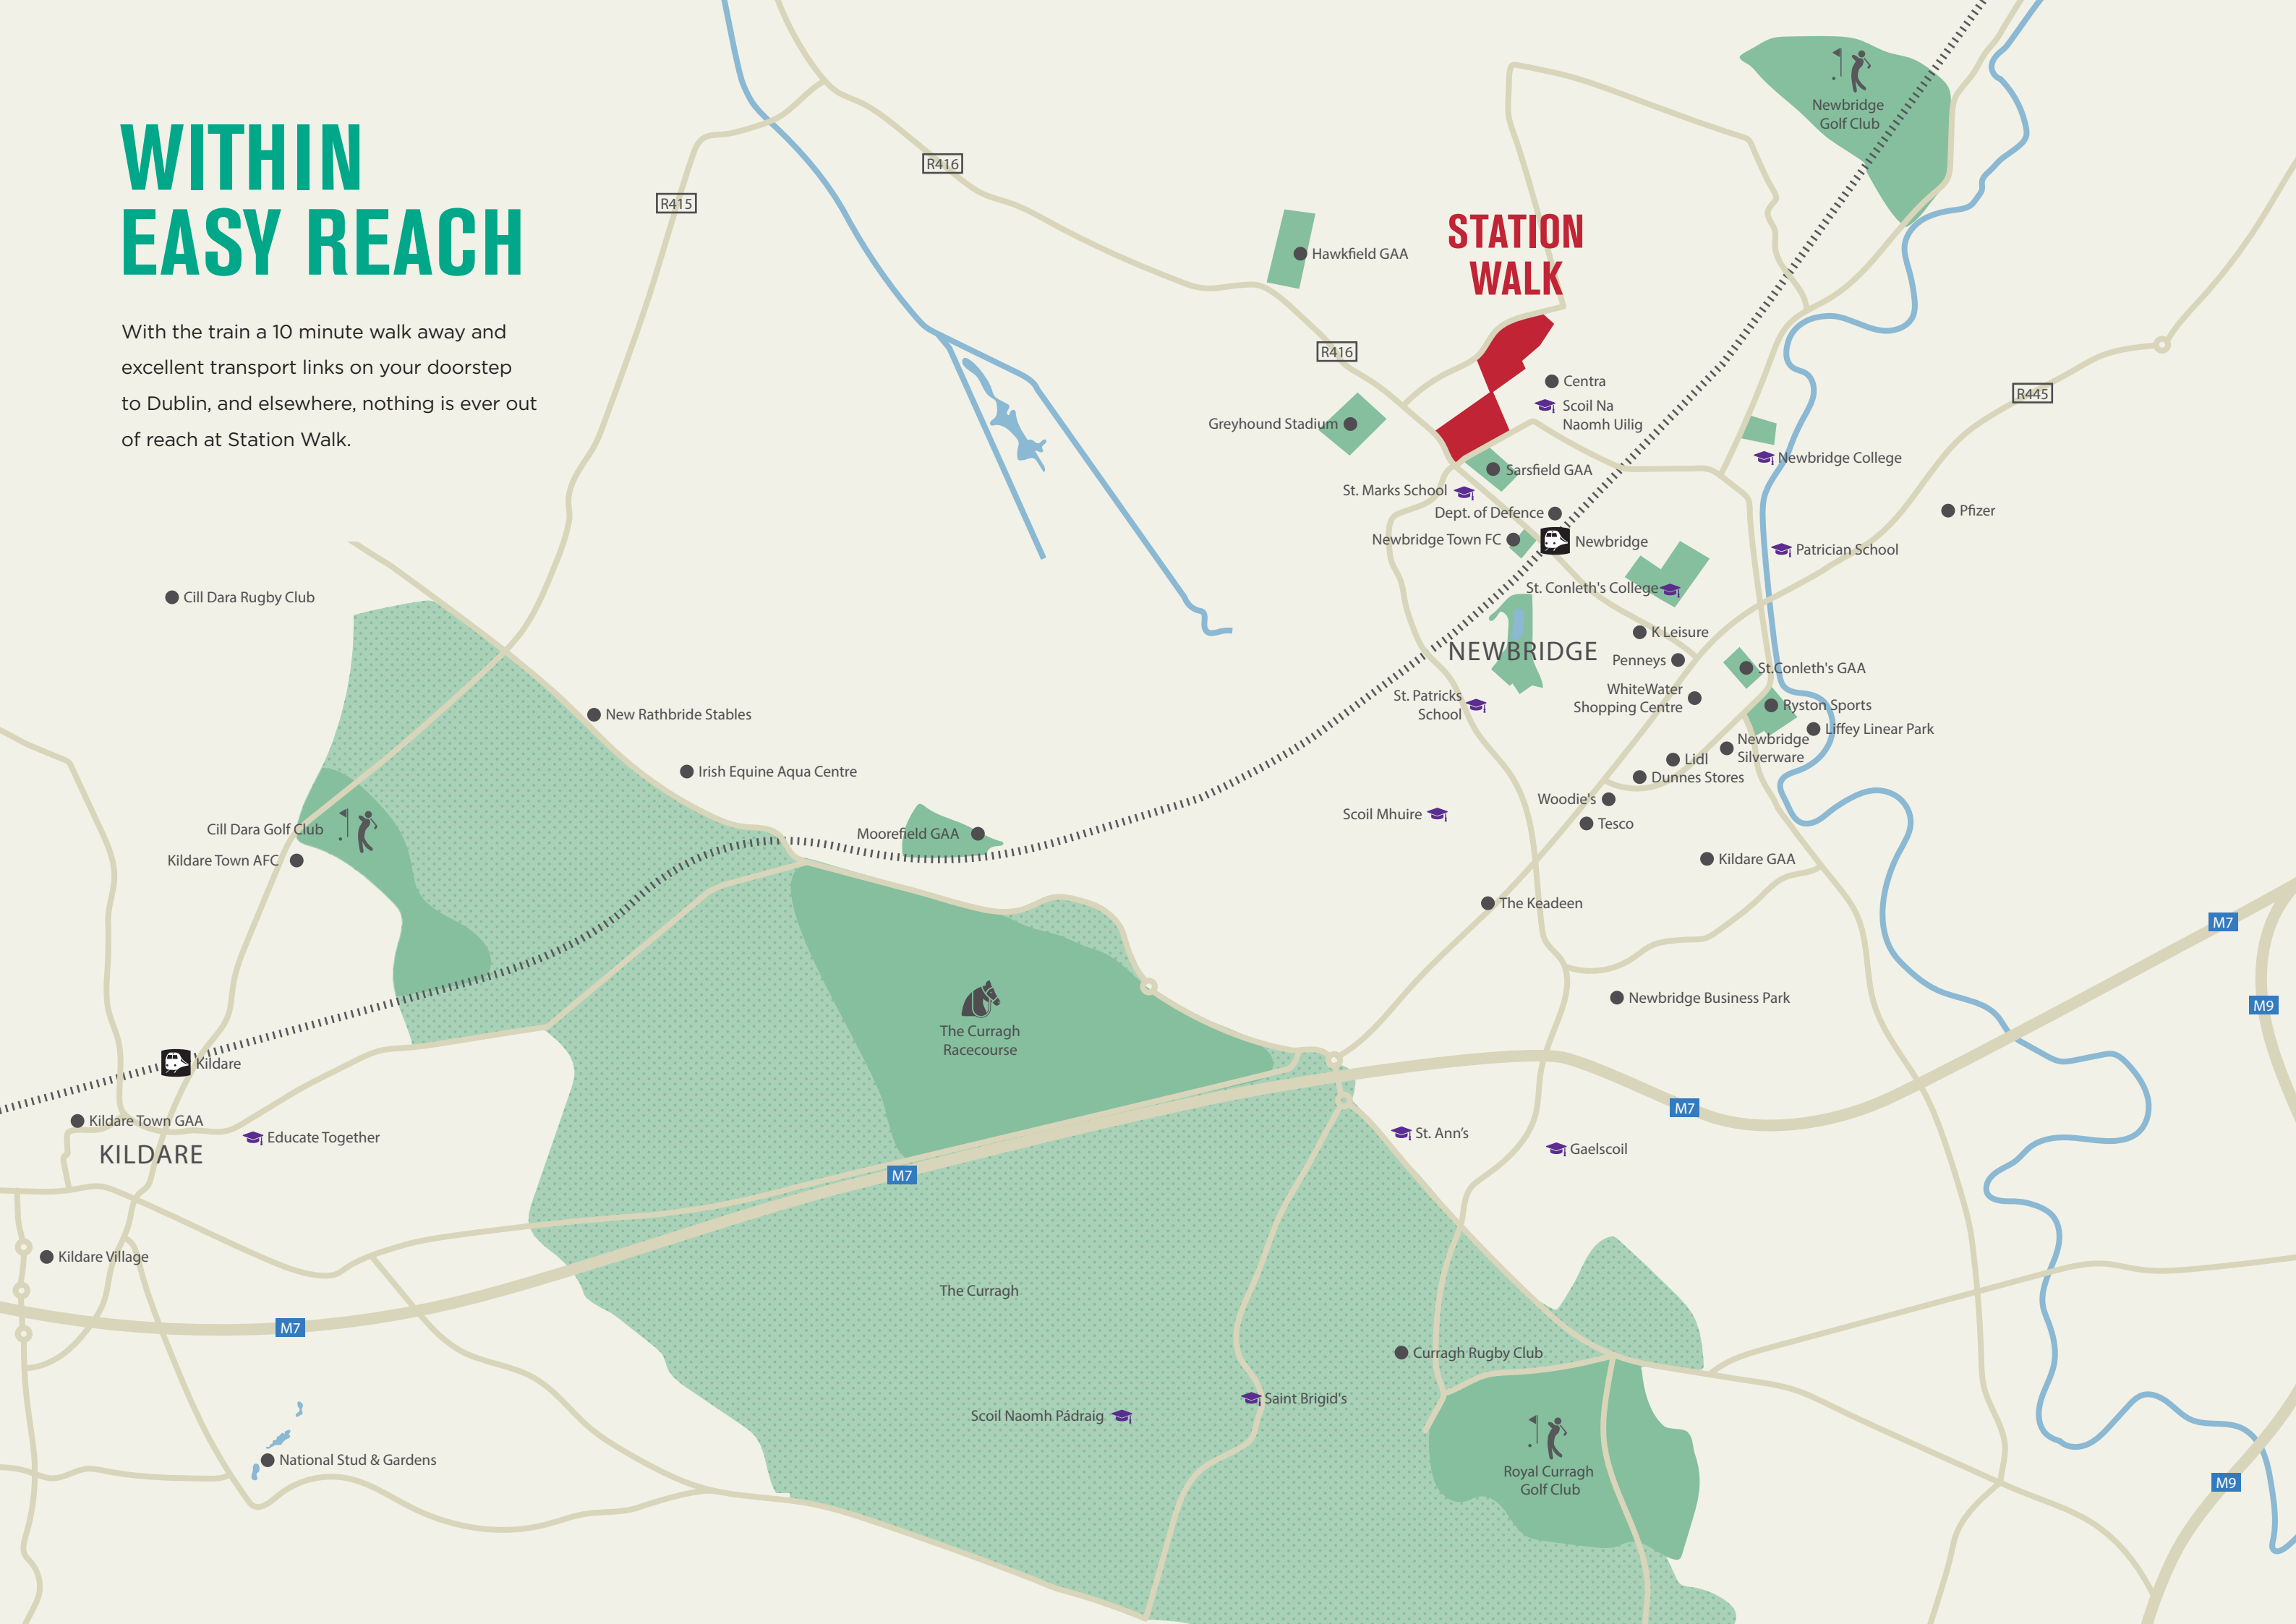 WITHIN
EASY REACH
With the train a 10 minute walk away and
excellent transport links on your doorstep
to Dublin, and elsewhere, nothing is ever out
of reach at Station Walk.
Newbridge
Golf Club
R416
R415
STATION
WALK
Hawkfield GAA
R416
Centra
R445
Scoil Na
Naomh Uilig
Greyhound Stadium
Newbridge College
Sarsfield GAA
St. Marks School
Dept. of Defence
Pfizer
Newbridge Town FC
Newbridge
Patrician School
St. Conleth's College
Cill Dara Rugby Club
K Leisure
NEWBRIDGE
Penneys
St.Conleth's GAA
WhiteWater
Shopping Centre
St. Patricks
School
Ryston Sports
New Rathbride Stables
Liffey Linear Park
Newbridge
Silverware
Lidl
Irish Equine Aqua Centre
Dunnes Stores
Woodie's
Scoil Mhuire
Tesco
Cill Dara Golf Club
Moorefield GAA
Kildare Town AFC
Kildare GAA
The Keadeen
M7
Newbridge Business Park
M9
The Curragh
Racecourse
Kildare
M7
Kildare Town GAA
Educate Together
St. Ann’s
KILDARE
Gaelscoil
M7
Kildare Village
The Curragh
M7
Curragh Rugby Club
Saint Brigid's
Scoil Naomh Pádraig
National Stud & Gardens
Royal Curragh
Golf Club
M9